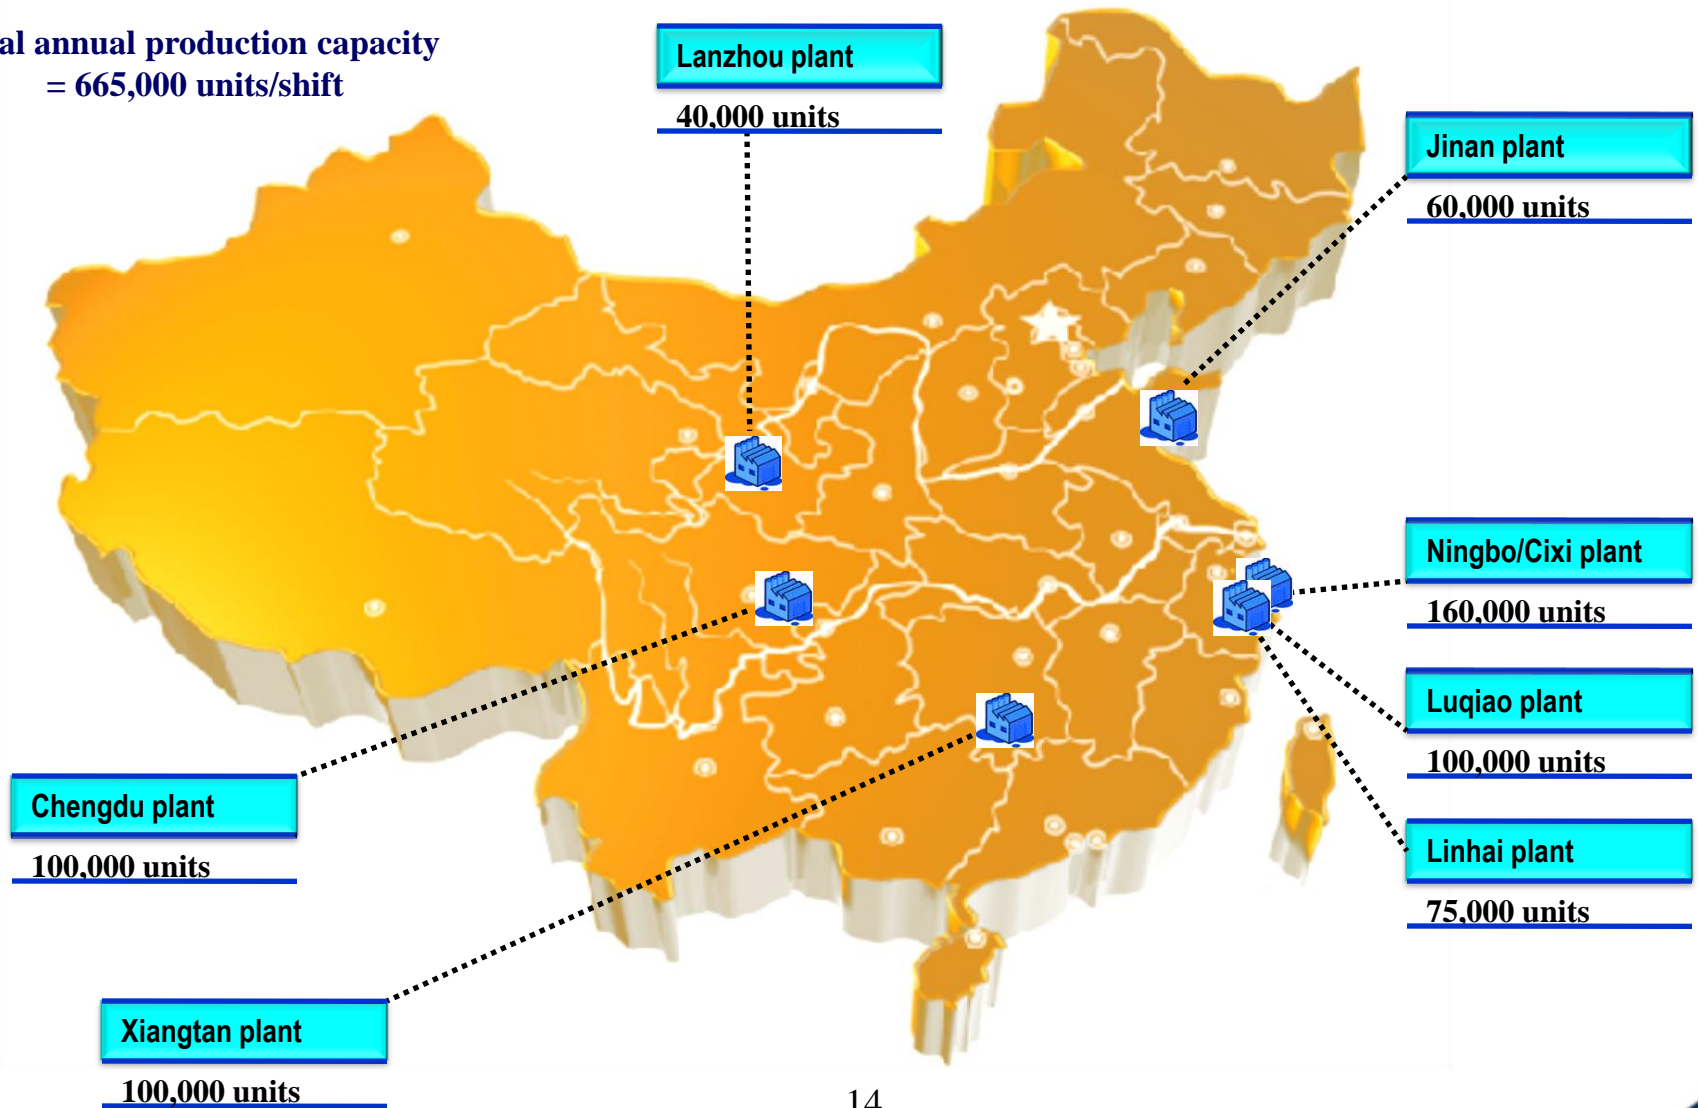 al annual production capacity
= 665,000 units/shift
Lanzhou plant
40,000 units
Jinan plant
60,000 units
Ningbo/Cixi plant
160,000 units
Luqiao plant
100,000 units
Chengdu plant
100,000 units
Linhai plant
75,000 units
Xiangtan plant
100,000 units
14